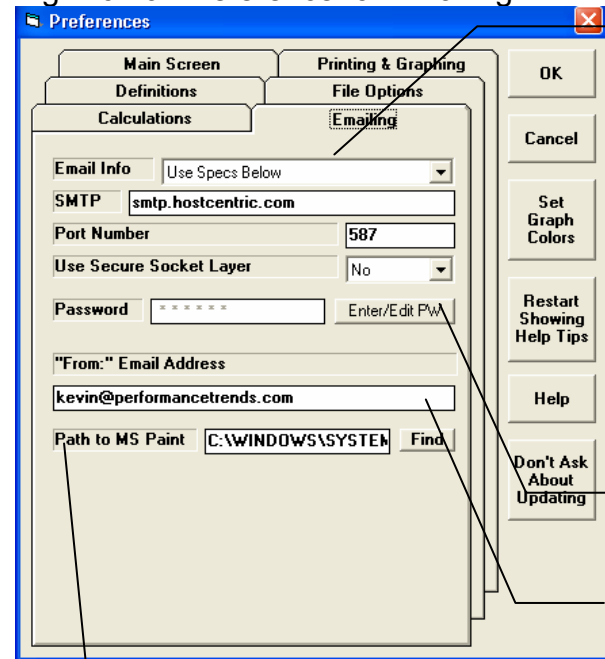 Preferences
Main Screen
Printing & Graphing
Definitions
File Options
Calculations
Emailing
Email Info
Use Specs Below
SMTP
smtp.hostcentric.com
Port Number
587
Use Secure Socket Layer
No
Password
* * * * * *
Enter/Edit PW
"From:" Email Address
kevin@performancetrends.com
Path to MS Paint
C:\WINDOWS\SYSTEM
Find
OK
Cancel
Set
Graph
Colors
Restart
Showing
Help Tips
Help
Don't Ask
About
Updating